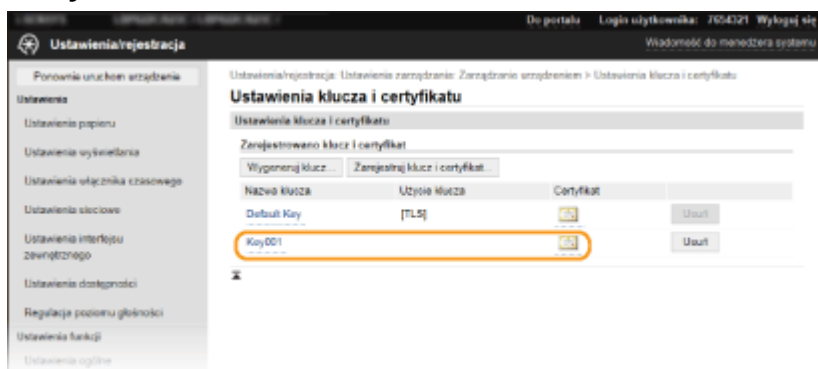 Do portalu Login użytkownika: 7654321 Wyloguj się
Ustawienia/rejestracja
Wiadomość do menedżera systemu
Ponownie uruchom urządzenie
Ustawienia/rejestracja: Ustawienia zarządzania: Zarządzanie urządzeniem > Ustawienia klucza i certyfikatu
Ustawienia
Ustawienia klucza i certyfikatu
Ustawienia papieru
Ustawienia klucza i certyfikatu
Ustawienia wyświetlania
Zarejestrowano klucz i certyfikat
Wygeneruj klucz... Zarejestruj klucz i certyfikat...
Ustawienia włącznika czasowego
Nazwa klucza Użycie klucza Certyfikat
Ustawienia sieciowe
Default Key [TLS] Usuń
Ustawienia interfejsu
zewnętrznego
Key001 Usuń
Ustawienia dostępności
Regulacja poziomu głośności
Ustawienia funkcji
Ustawienia ogólne